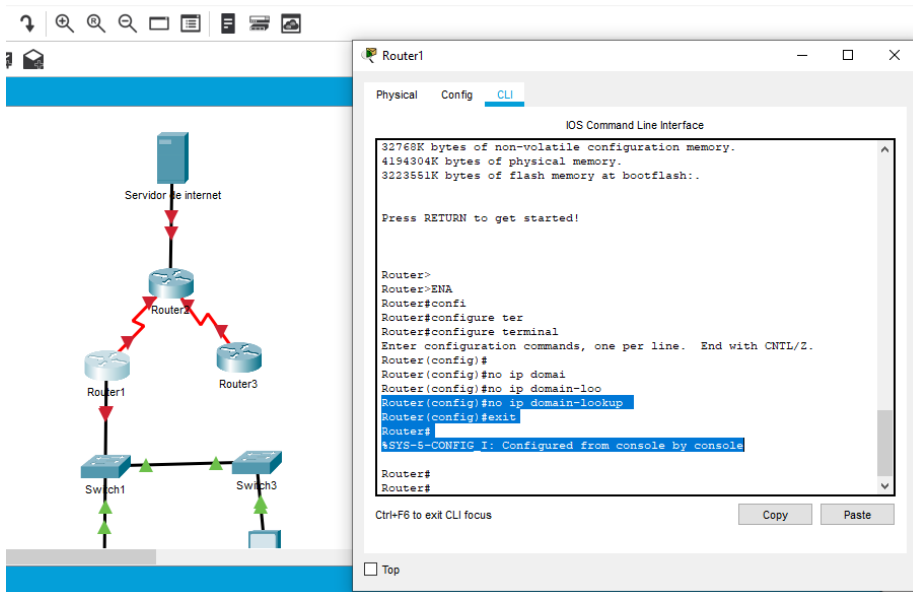 Router1
Physical Config CLI
IOS Command Line Interface
32768K bytes of non-volatile configuration memory.
4194304K bytes of physical memory.
3223551K bytes of flash memory at bootflash:.
Press RETURN to get started!
Router>
Router>ENA
Router#confi
Router#configure ter
Router#configure terminal
Enter configuration commands, one per line. End with CNTL/Z.
Router(config)#
Router(config)#no ip domai
Router(config)#no ip domain-loo
Router(config)#no ip domain-lookup
Router(config)#exit
Router#
%SYS-5-CONFIG_I: Configured from console by console
Router#
Router#
Ctrl+F6 to exit CLI focus
Copy Paste
Top
Servidor de internet
Router2
Router1
Router3
Switch1
Switch3